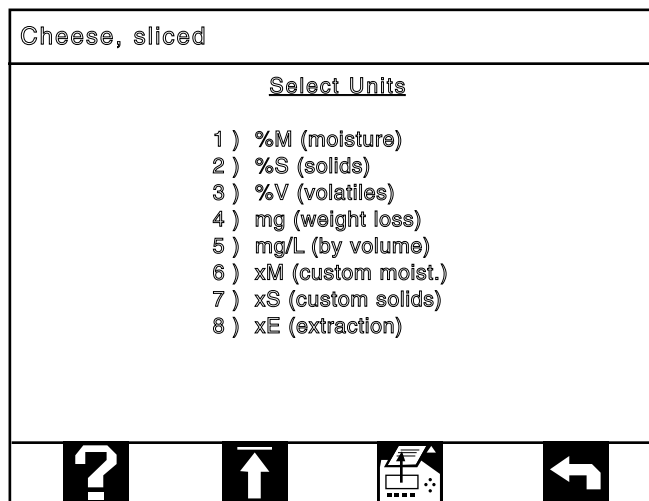 Cheese, sliced
Select Units
1 ) %M (moisture)
2 ) %S (solids)
3 ) %V (volatiles)
4 ) mg (weight loss)
5 ) mg/L (by volume)
6 ) xM (custom moist.)
7 ) xS (custom solids)
8 ) xE (extraction)
?